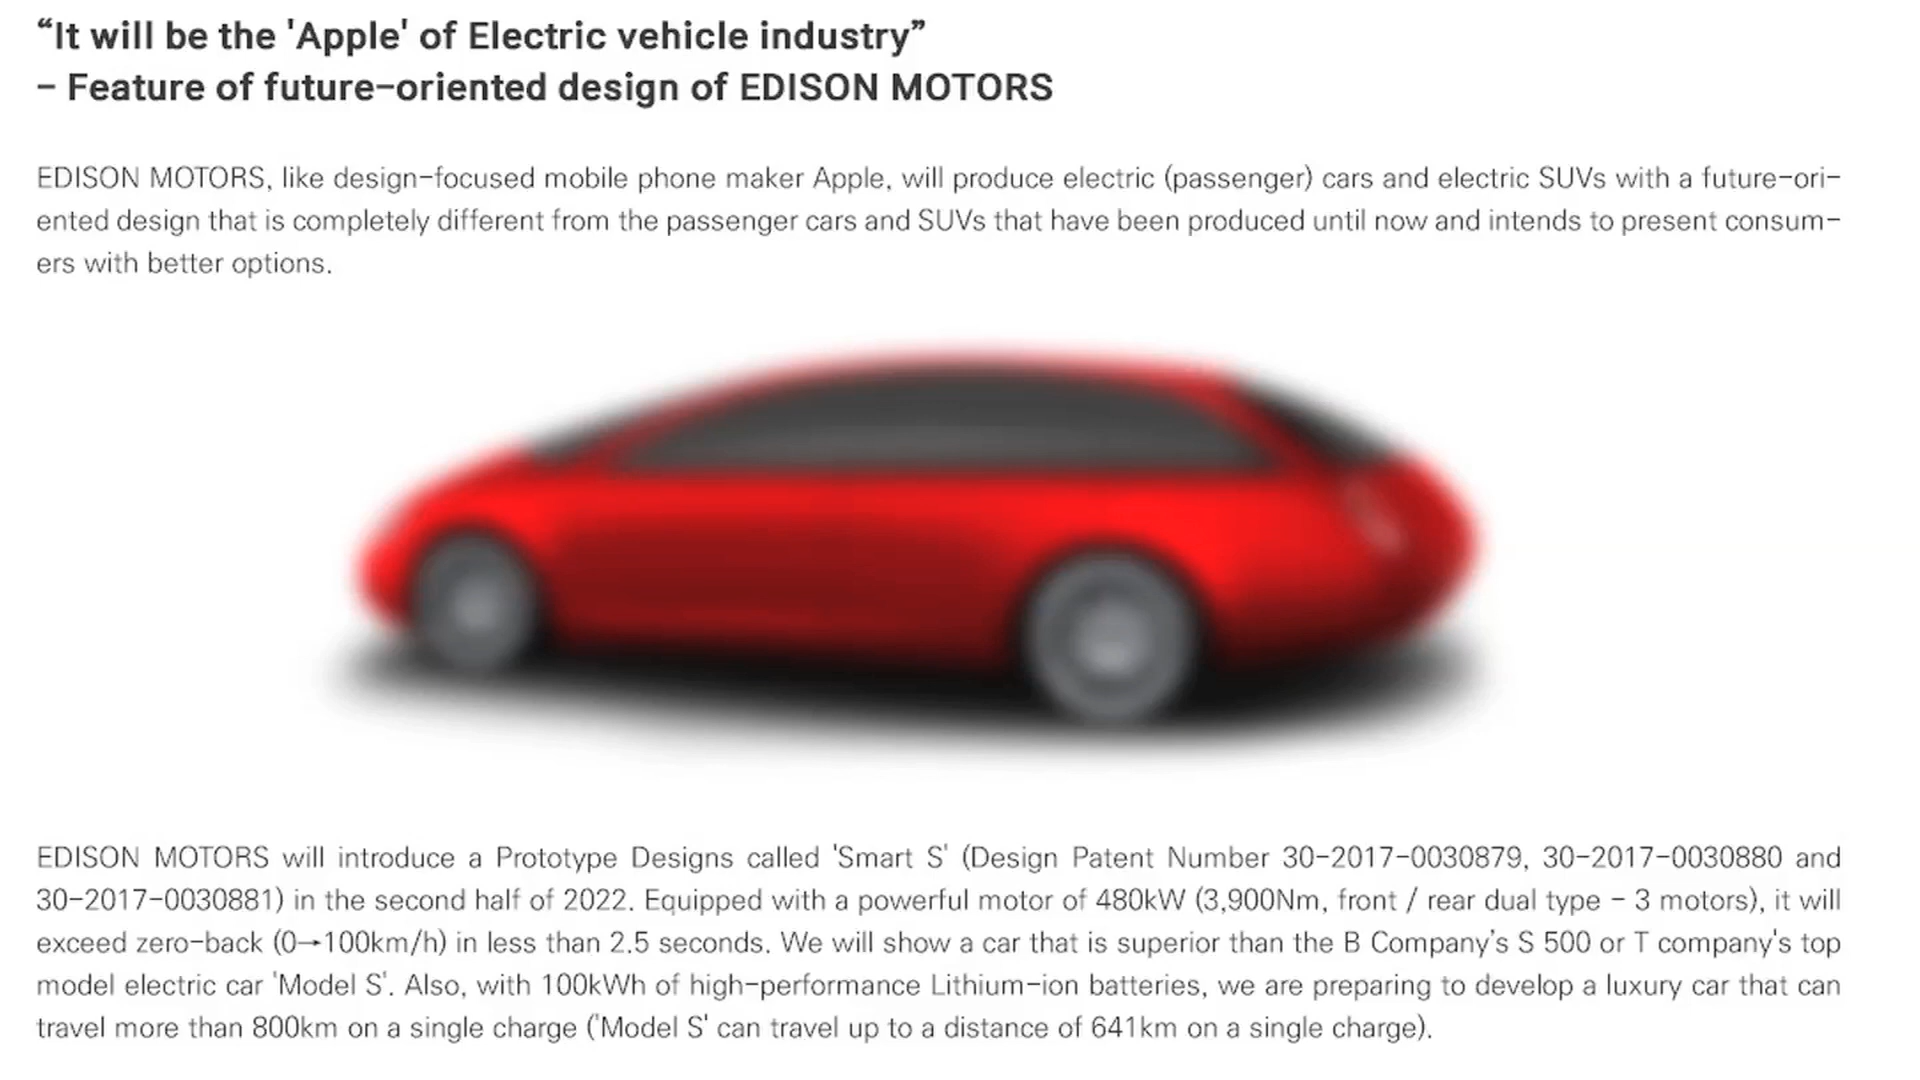 “It will be the 'Apple' of Electric vehicle industry”
– Feature of future-oriented design of EDISON MOTORS
EDISON MOTORS, like design-focused mobile phone maker Apple, will produce electric (passenger) cars and electric SUVs with a future-ori-
ented design that is completely different from the passenger cars and SUVs that have been produced until now and intends to present consum-
ers with better options.
EDISON MOTORS will introduce a Prototype Designs called 'Smart S' (Design Patent Number 30-2017-0030879, 30-2017-0030880 and
30-2017-0030881) in the second half of 2022. Equipped with a powerful motor of 480kW (3,900Nm, front / rear dual type - 3 motors), it will
exceed zero-back (0→100km/h) in less than 2.5 seconds. We will show a car that is superior than the B Company’s S 500 or T company's top
model electric car 'Model S'. Also, with 100kWh of high-performance Lithium-ion batteries, we are preparing to develop a luxury car that can
travel more than 800km on a single charge ('Model S' can travel up to a distance of 641km on a single charge).